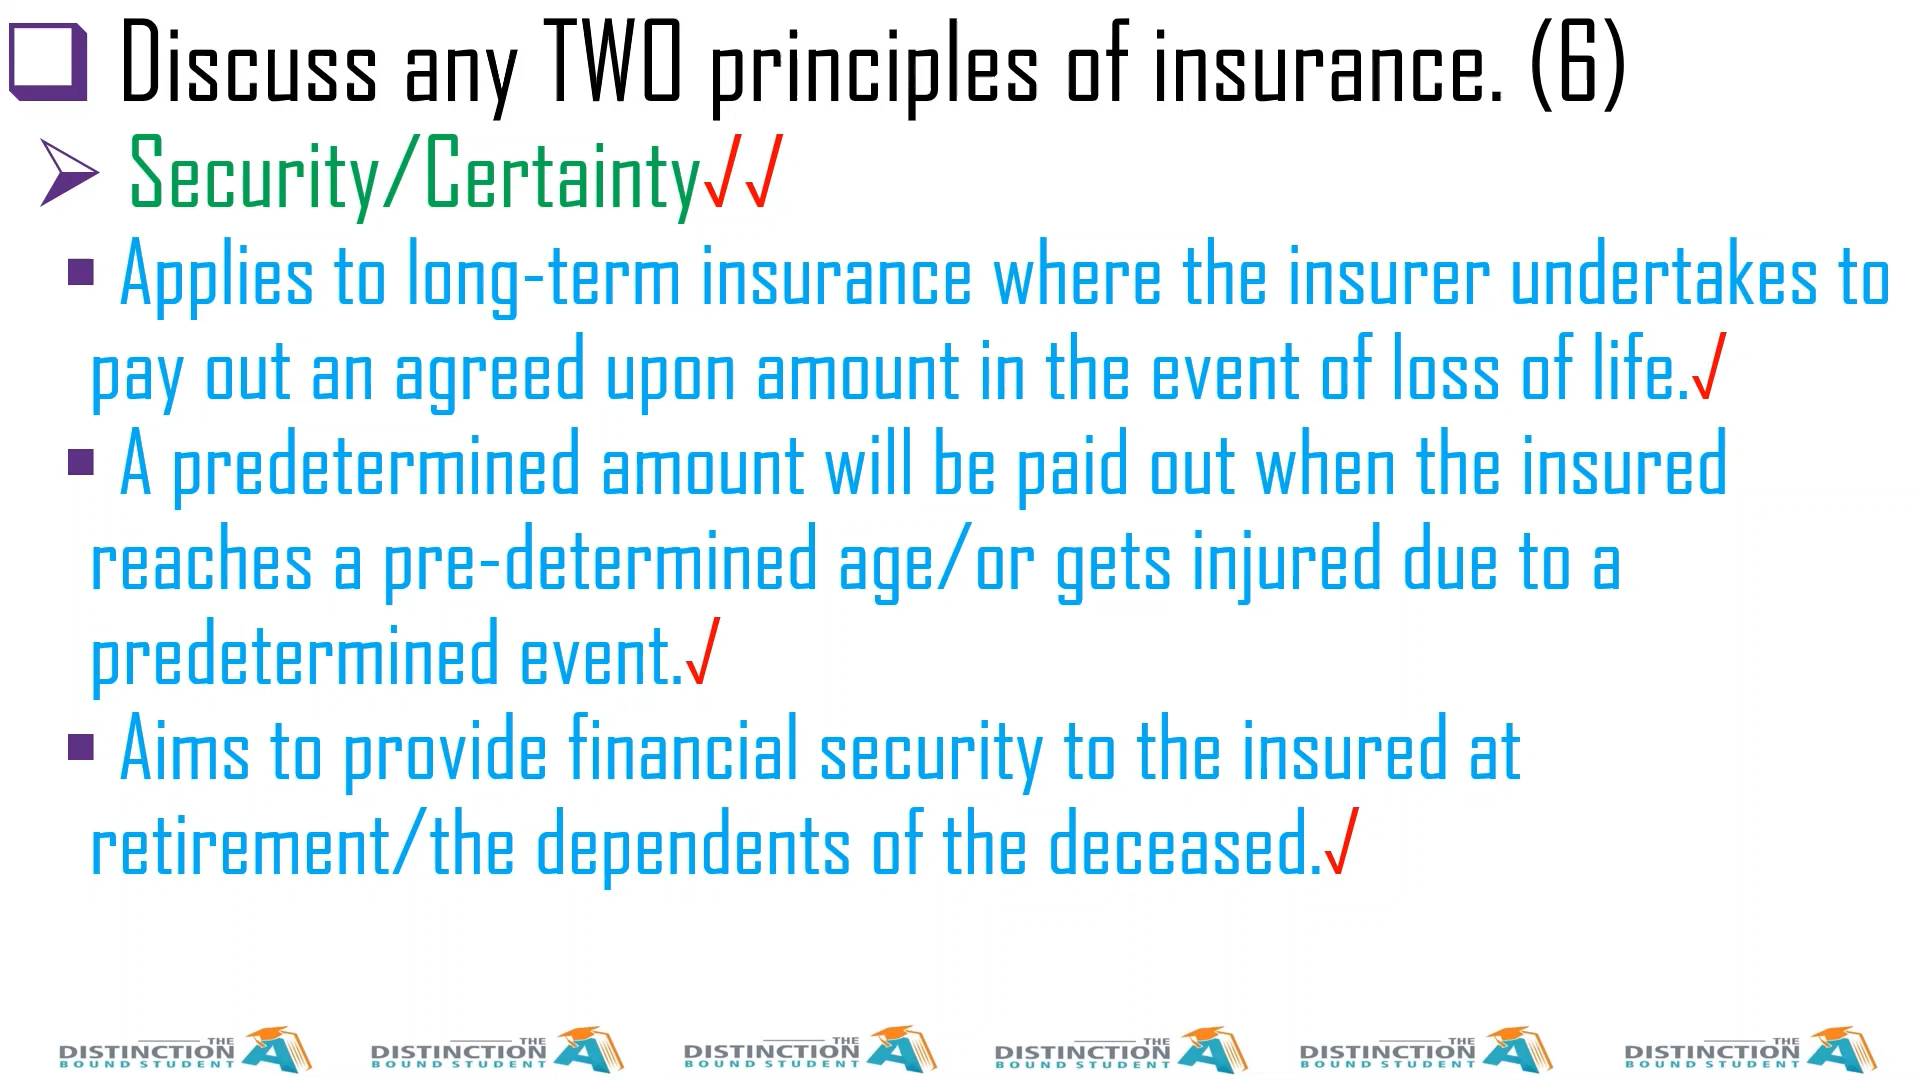 Discuss any TWO principles of insurance. (6)
Security/Certainty√√
Applies to long-term insurance where the insurer undertakes to
pay out an agreed upon amount in the event of loss of life.√
A predetermined amount will be paid out when the insured
reaches a pre-determined age/or gets injured due to a
predetermined event.√
Aims to provide financial security to the insured at
retirement/the dependents of the deceased.√
THE DISTINCTION BOUND STUDENT A
THE DISTINCTION BOUND STUDENT A
THE DISTINCTION BOUND STUDENT A
THE DISTINCTION BOUND STUDENT A
THE DISTINCTION BOUND STUDENT A
THE DISTINCTION BOUND STUDENT A